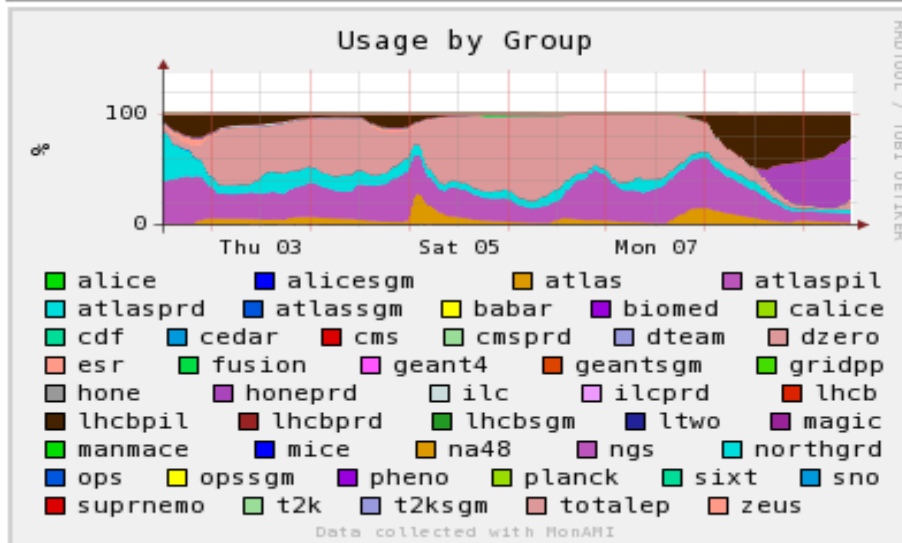 Usage by Group
RRDTOOL / TOBI OETIKER
100
%
0
Thu 03 Sat 05 Mon 07
alice alicesgm atlas atlaspil
atlasprd atlassgm babar biomed calice
cdf cedar cms cmsprd dteam dzero
esr fusion geant4 geantsgm gridpp
hone honeprd ilc ilcprd lhcb
lhcbpil lhcbprd lhcbsgm ltwo magic
manmace mice na48 ngs northgrd
ops opssgm pheno planck sixt sno
suprnemo t2k t2ksgm totalep zeus
Data collected with MonAMI